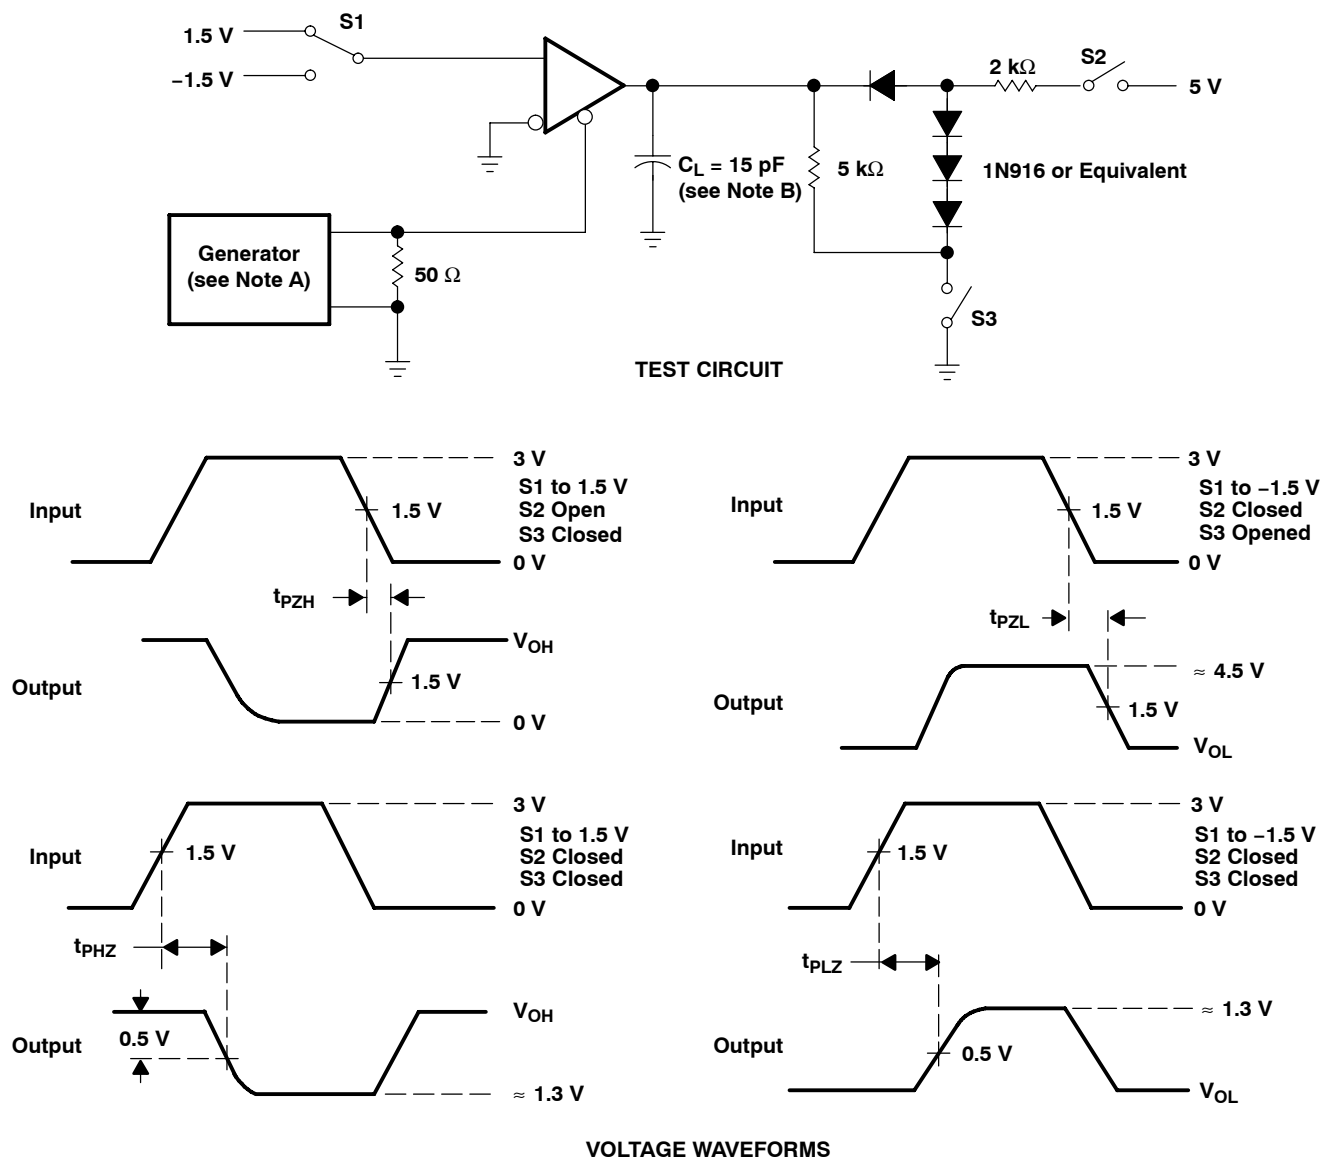 S1
1.5 V
−1.5 V
2 kΩ
S2
5 V
CL = 15 pF
(see Note B)
5 kΩ
1N916 or Equivalent
Generator
(see Note A)
50 Ω
S3
TEST CIRCUIT
Input
3 V
S1 to 1.5 V
S2 Open
S3 Closed
1.5 V
0 V
tPZH
VOH
Output
1.5 V
0 V
Input
3 V
S1 to −1.5 V
S2 Closed
S3 Opened
1.5 V
0 V
tPZL
≈ 4.5 V
Output
1.5 V
VOL
Input
3 V
S1 to 1.5 V
S2 Closed
S3 Closed
1.5 V
0 V
tPHZ
VOH
0.5 V
Output
≈ 1.3 V
Input
3 V
S1 to −1.5 V
S2 Closed
S3 Closed
1.5 V
0 V
tPLZ
≈ 1.3 V
Output
0.5 V
VOL
VOLTAGE WAVEFORMS